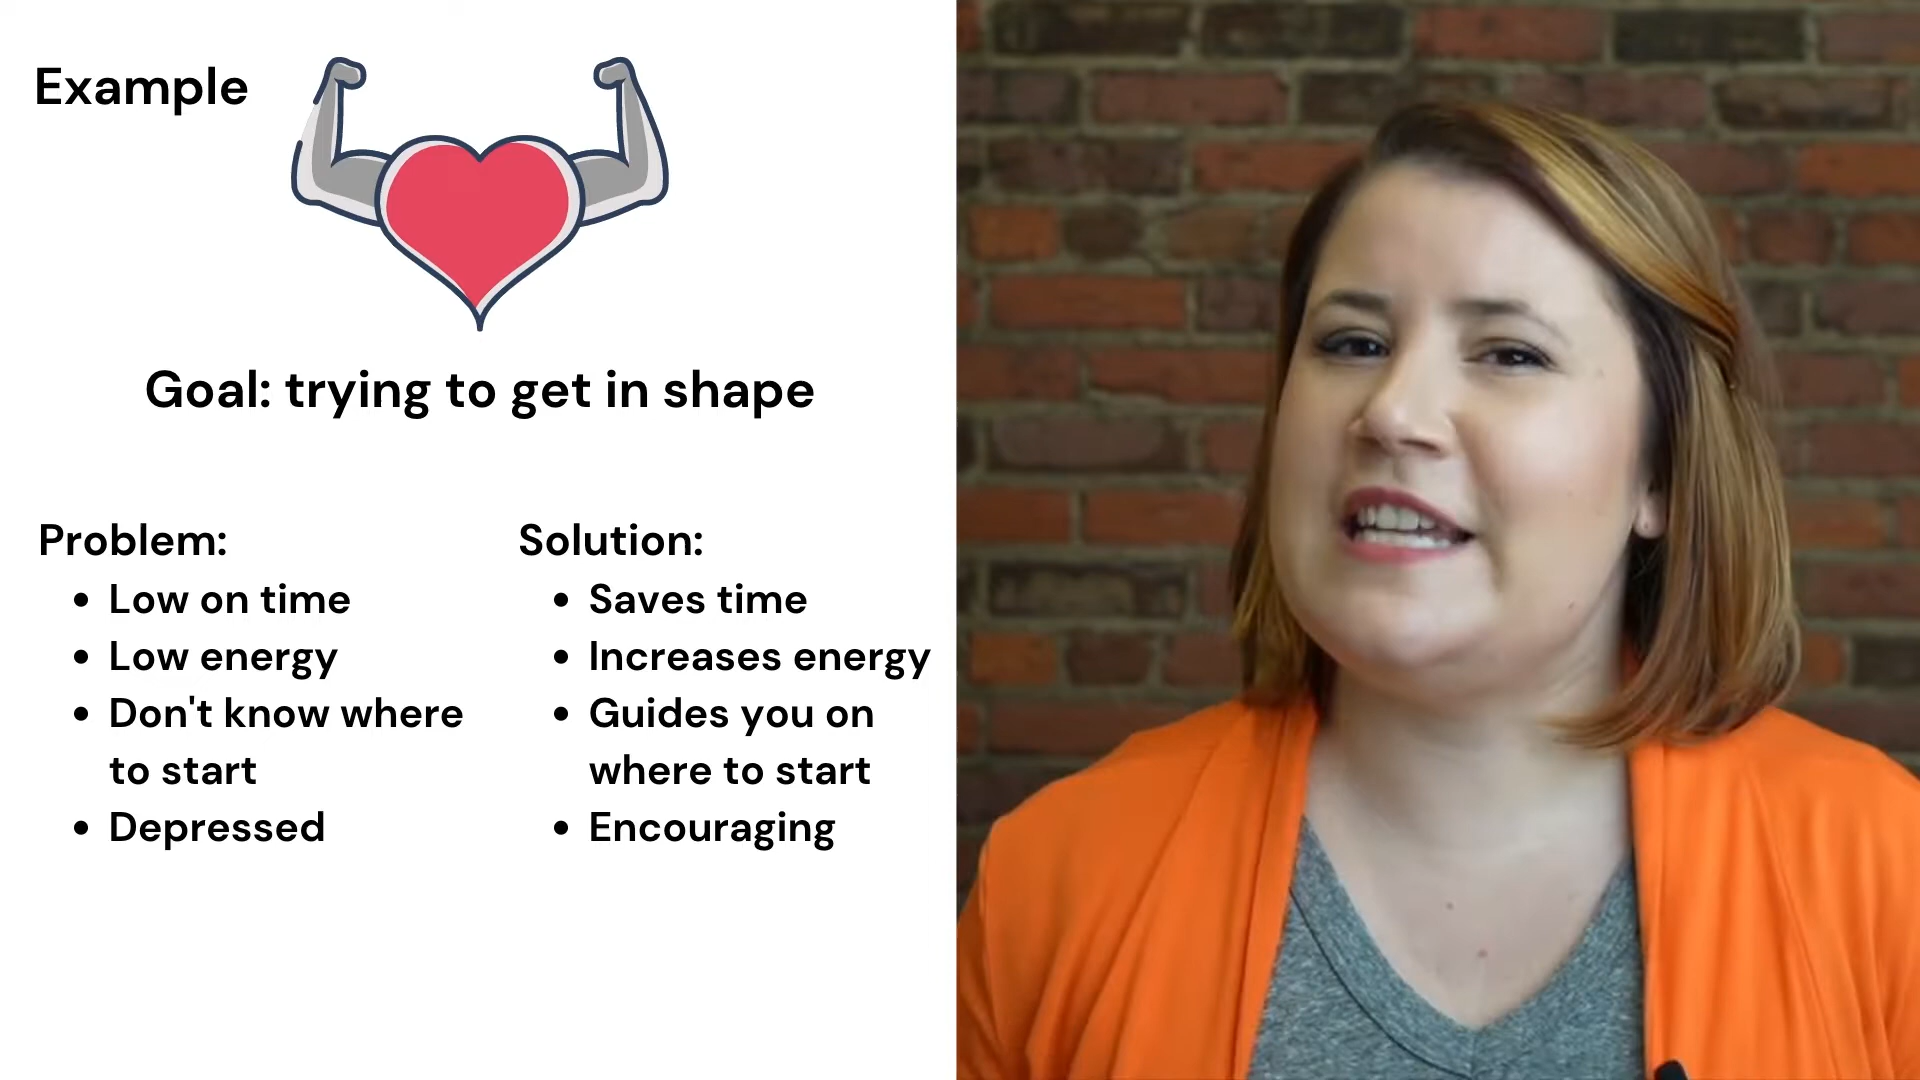 Example
Goal: trying to get in shape
Problem:
• Low on time
• Low energy
• Don't know where
to start
• Depressed
Solution:
• Saves time
• Increases energy
• Guides you on
where to start
• Encouraging